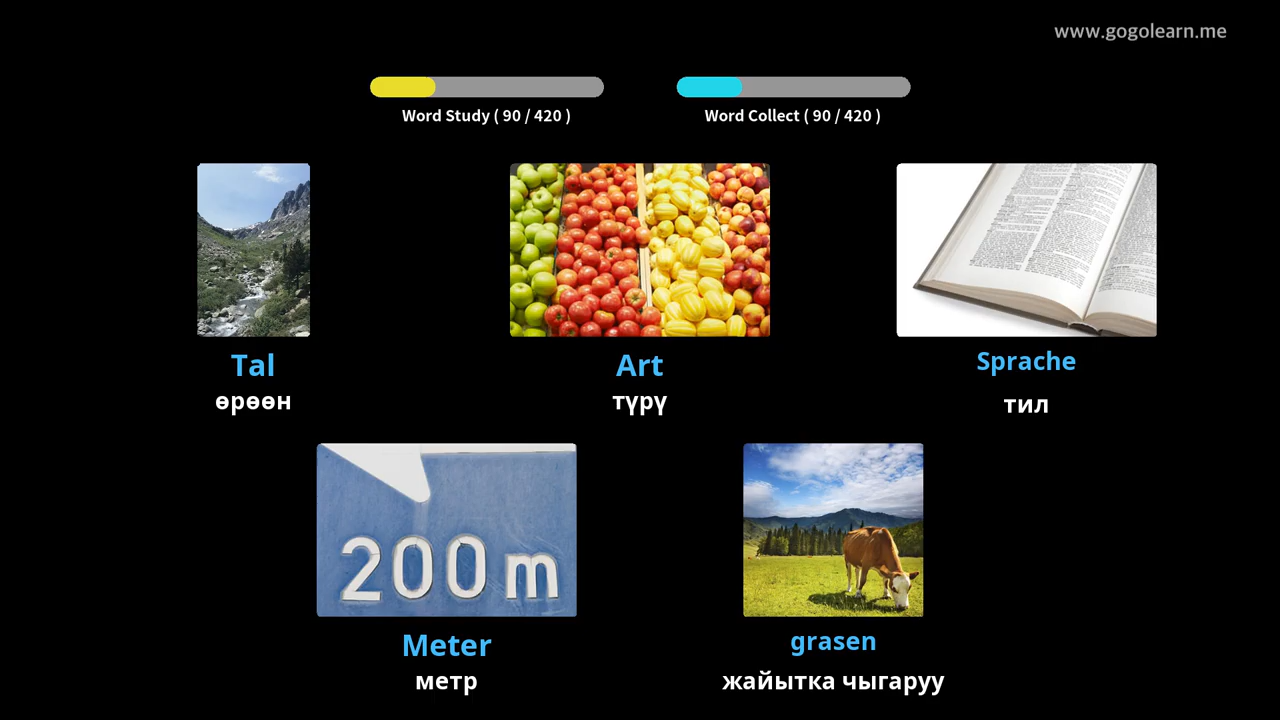 www.gogolearn.me
Word Study ( 90 / 420 )
Word Collect ( 90 / 420 )
Tal
өрөөн
Art
түрү
Sprache
тил
200 m
Meter
метр
grasen
жайытка чыгаруу